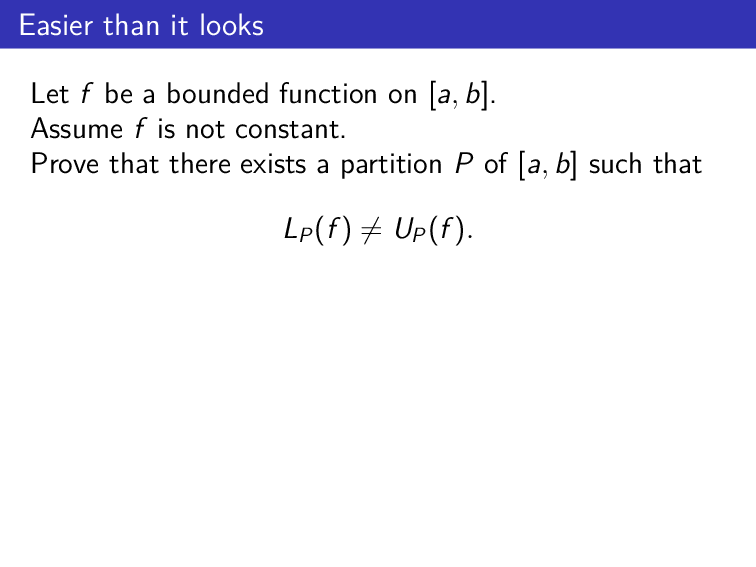 Easier than it looks
Let f be a bounded function on [a, b].
Assume f is not constant.
Prove that there exists a partition P of [a, b] such that
L_P(f) ≠ U_P(f).